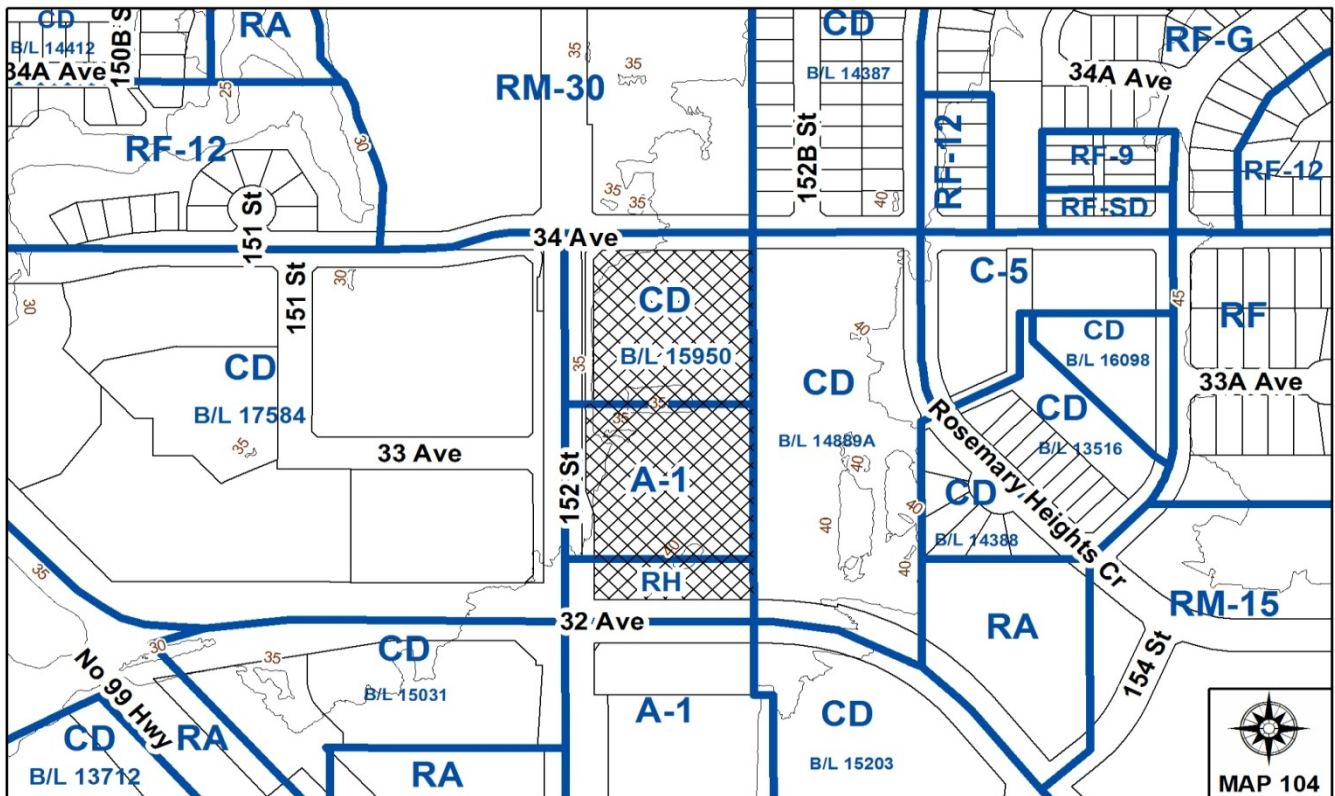 CD
B/L 14412
34A Ave
150B S
RA
25
30
RF-12
151 St
RM-30
35
35
35
35
CD
B/L 14387
152B St
40
RF-12
34A Ave
RF-G
RF-9
RF-SD
RF-12
34 Ave
30
151 St
30
CD
B/L 17584
35
33 Ave
152 St
35
CD
B/L 15950
35
35
A-1
40
RH
CD
B/L 14889A
40
40
40
40
40
C-5
45
RF
CD
B/L 16098
33A Ave
CD
B/L 13516
Rosemary Heights Cr
CD
B/L 14388
RA
RM-15
154 St
32 Ave
35
30
35
No 99 Hwy
CD
B/L 15031
CD
B/L 13712
RA
RA
A-1
CD
B/L 15203
MAP 104